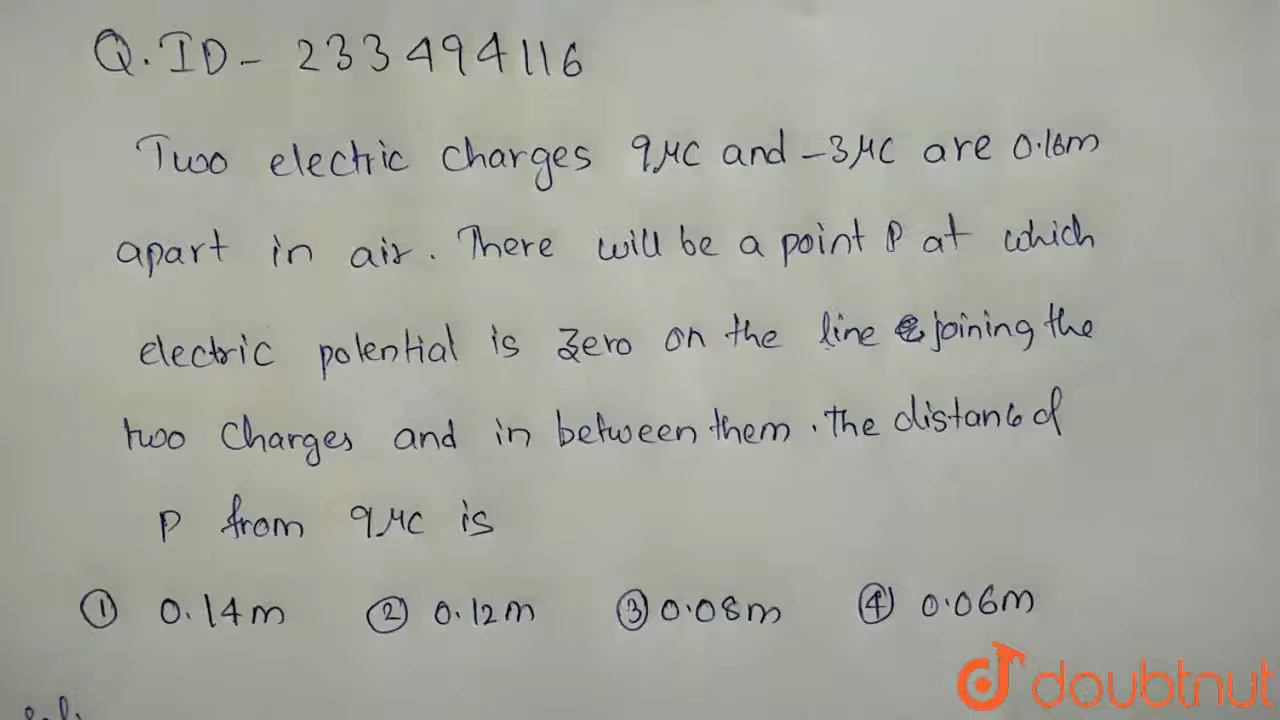 Q. ID - 233494116
Two electric charges 9μC and -3μC are 0.16m
apart in air. There will be a point P at which
electric potential is zero on the line joining the
two charges and in between them. The distance of
P from 9μC is
① 0.14m ② 0.12m ③ 0.08m ④ 0.06m
doubtnut